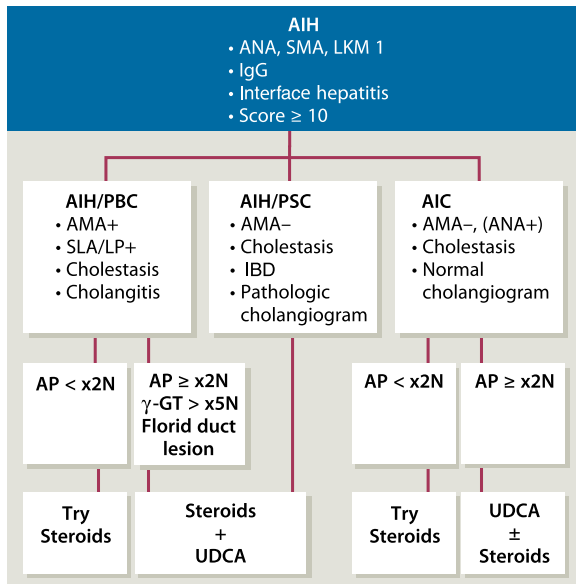 AIH
• ANA, SMA, LKM 1
• IgG
• Interface hepatitis
• Score ≥ 10
AIH/PBC
• AMA+
• SLA/LP+
• Cholestasis
• Cholangitis
AIH/PSC
• AMA–
• Cholestasis
• IBD
• Pathologic
cholangiogram
AIC
• AMA–, (ANA+)
• Cholestasis
• Normal
cholangiogram
AP < x2N
AP ≥ x2N
γ-GT > x5N
Florid duct
lesion
AP < x2N
AP ≥ x2N
Try
Steroids
Steroids
+
UDCA
Try
Steroids
UDCA
±
Steroids